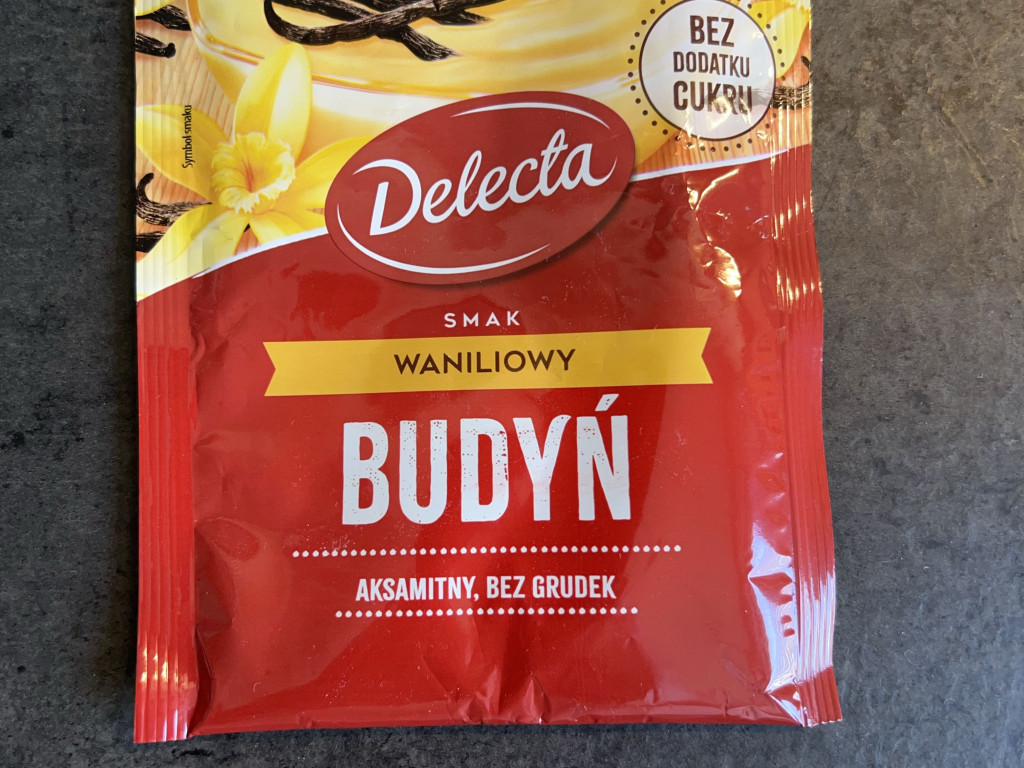 BEZ
DODATKU
CUKRU
Symbol smaku
Delecta
SMAK
WANILIOWY
BUDYŃ
AKSAMITNY, BEZ GRUDEK